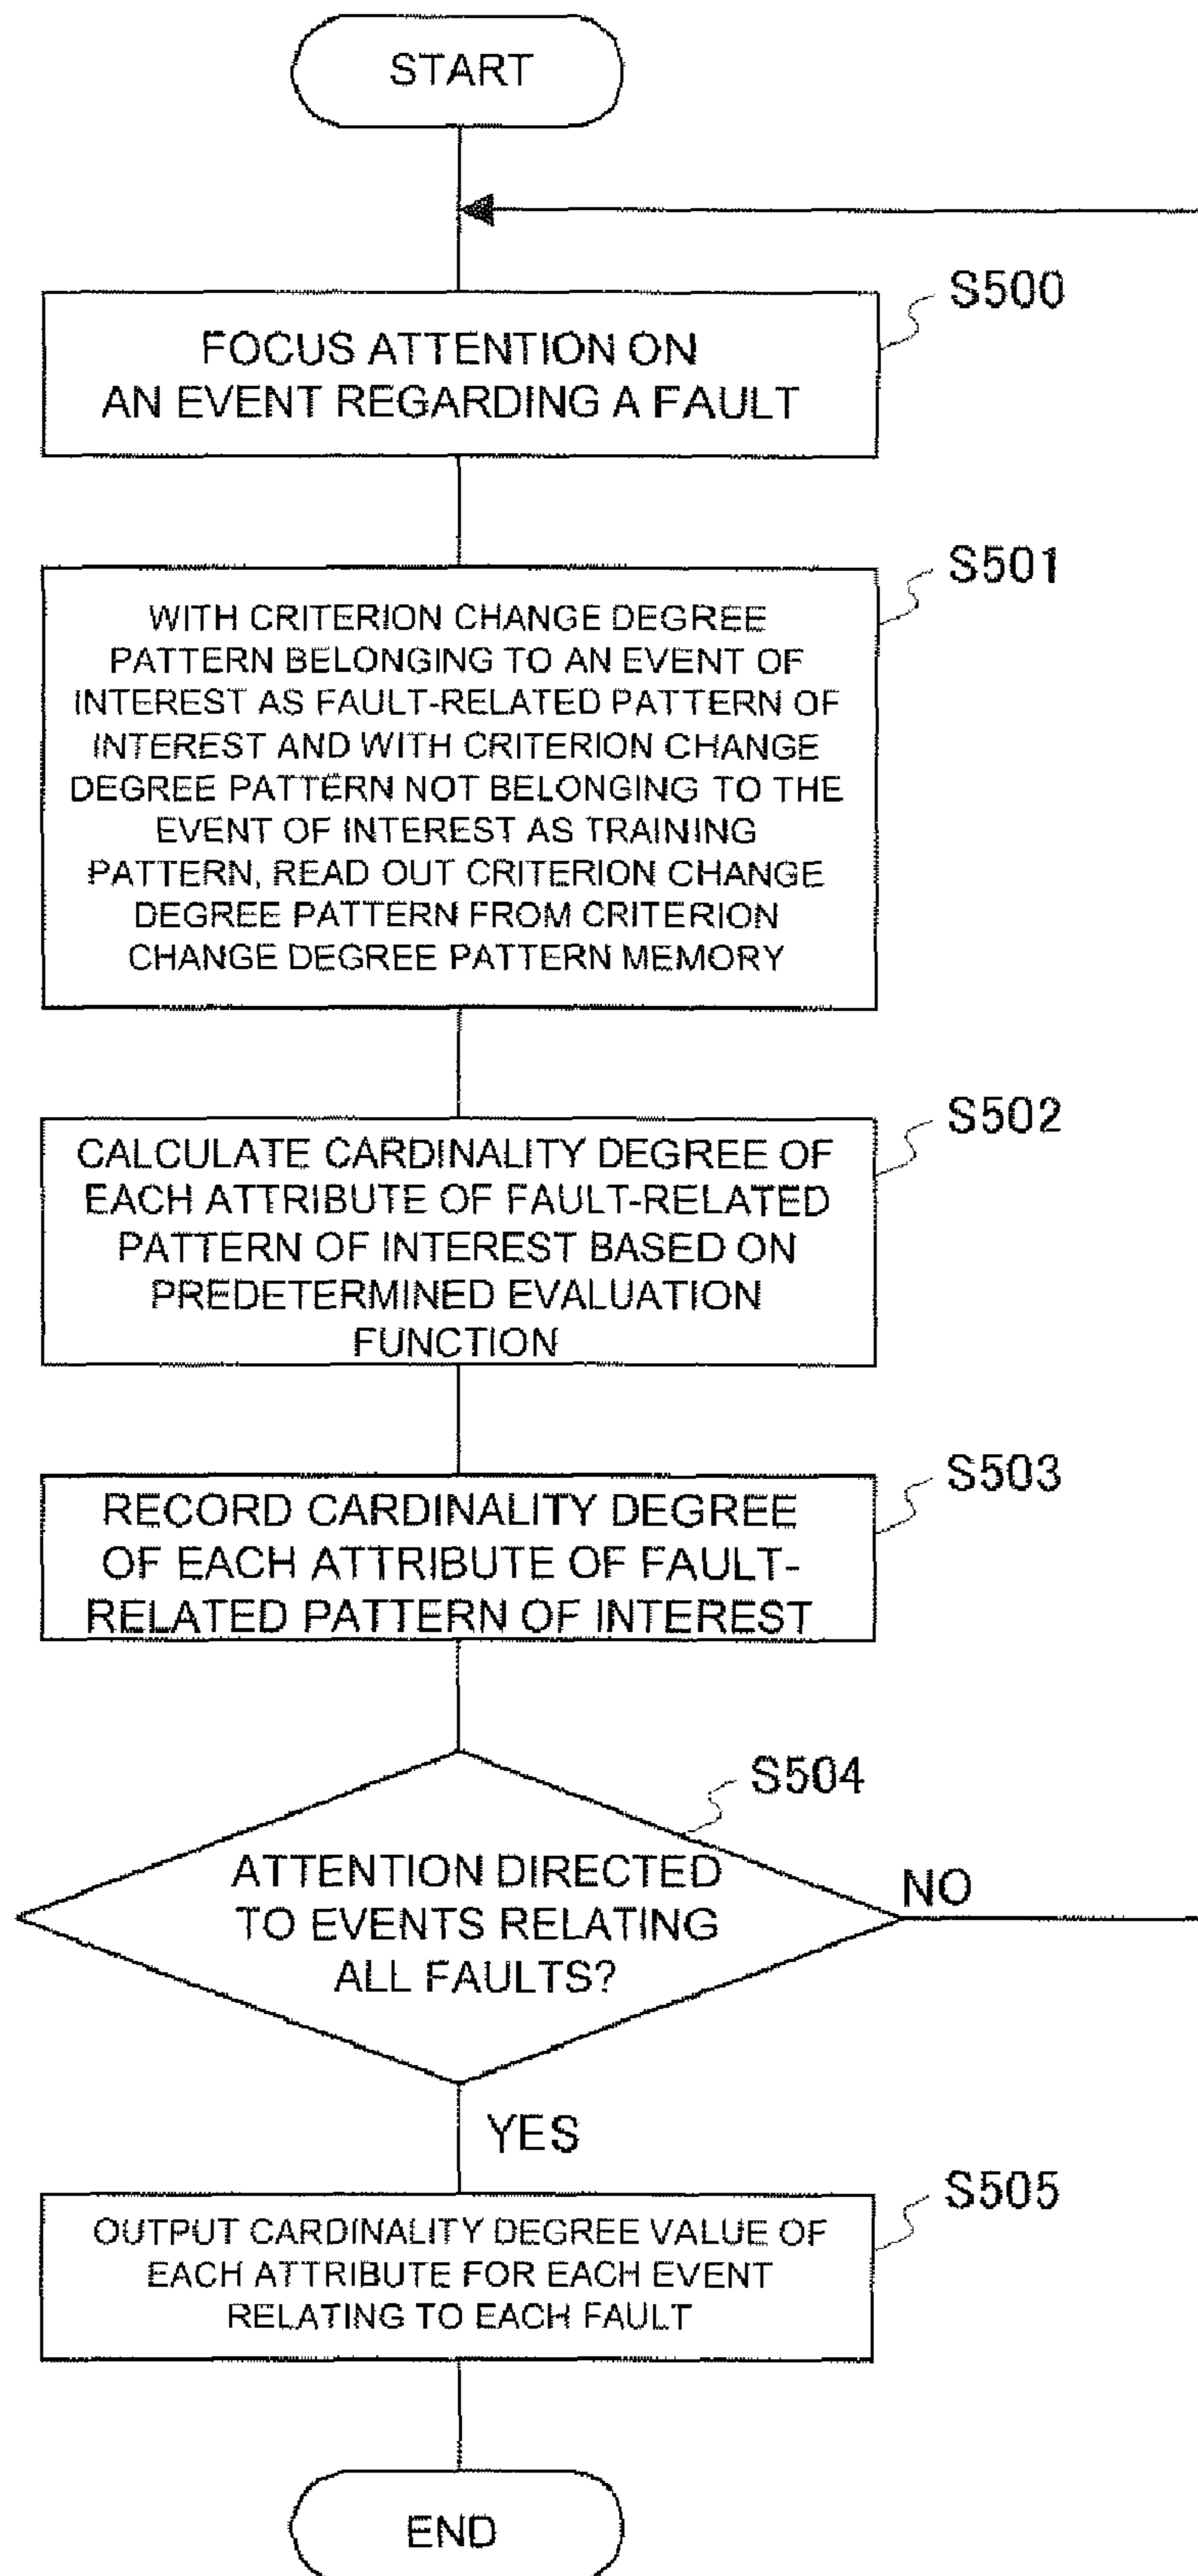 START
S500
FOCUS ATTENTION ON
AN EVENT REGARDING A FAULT
S501
WITH CRITERION CHANGE DEGREE
PATTERN BELONGING TO AN EVENT OF
INTEREST AS FAULT-RELATED PATTERN OF
INTEREST AND WITH CRITERION CHANGE
DEGREE PATTERN NOT BELONGING TO THE
EVENT OF INTEREST AS TRAINING
PATTERN, READ OUT CRITERION CHANGE
DEGREE PATTERN FROM CRITERION
CHANGE DEGREE PATTERN MEMORY
S502
CALCULATE CARDINALITY DEGREE OF
EACH ATTRIBUTE OF FAULT-RELATED
PATTERN OF INTEREST BASED ON
PREDETERMINED EVALUATION
FUNCTION
S503
RECORD CARDINALITY DEGREE
OF EACH ATTRIBUTE OF FAULT-
RELATED PATTERN OF INTEREST
S504
ATTENTION DIRECTED
TO EVENTS RELATING
ALL FAULTS?
NO
YES
S505
OUTPUT CARDINALITY DEGREE VALUE OF
EACH ATTRIBUTE FOR EACH EVENT
RELATING TO EACH FAULT
END